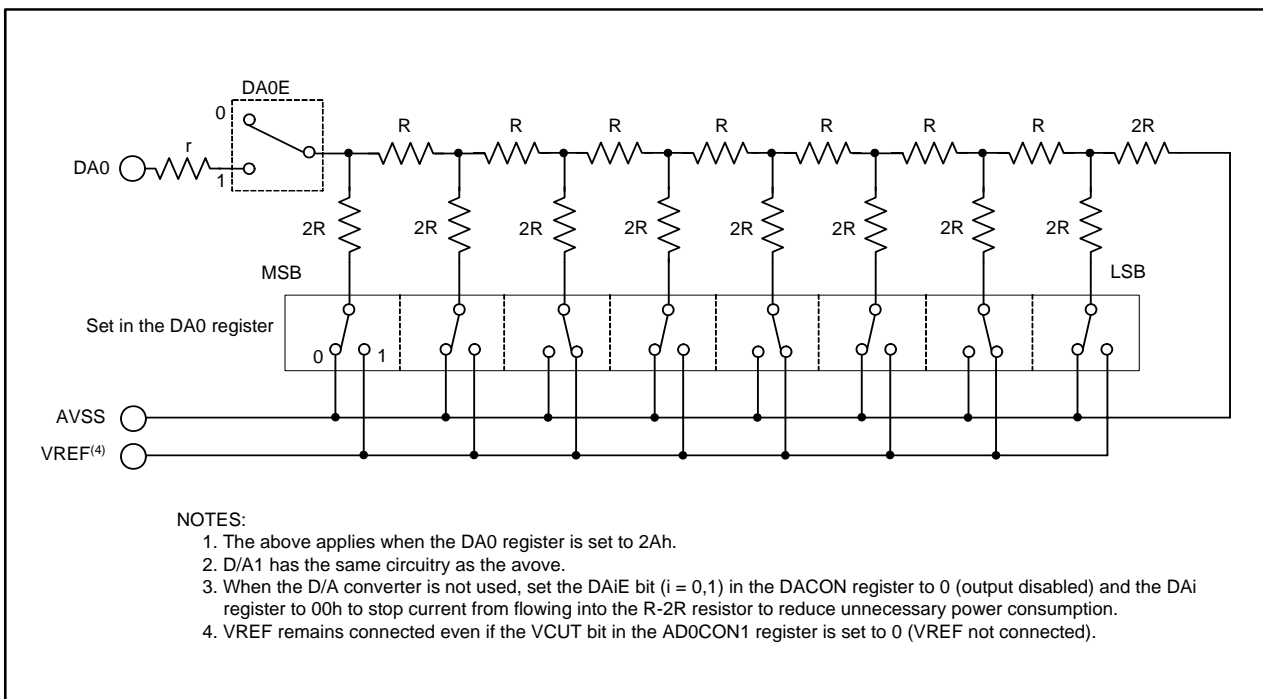 DA0E
0
R R R R R R R 2R
r
DA0
1
2R 2R 2R 2R 2R 2R 2R 2R
MSB LSB
Set in the DA0 register
0 1
AVSS
VREF(4)
NOTES:
1. The above applies when the DA0 register is set to 2Ah.
2. D/A1 has the same circuitry as the avove.
3. When the D/A converter is not used, set the DAiE bit (i = 0,1) in the DACON register to 0 (output disabled) and the DAi
register to 00h to stop current from flowing into the R-2R resistor to reduce unnecessary power consumption.
4. VREF remains connected even if the VCUT bit in the AD0CON1 register is set to 0 (VREF not connected).